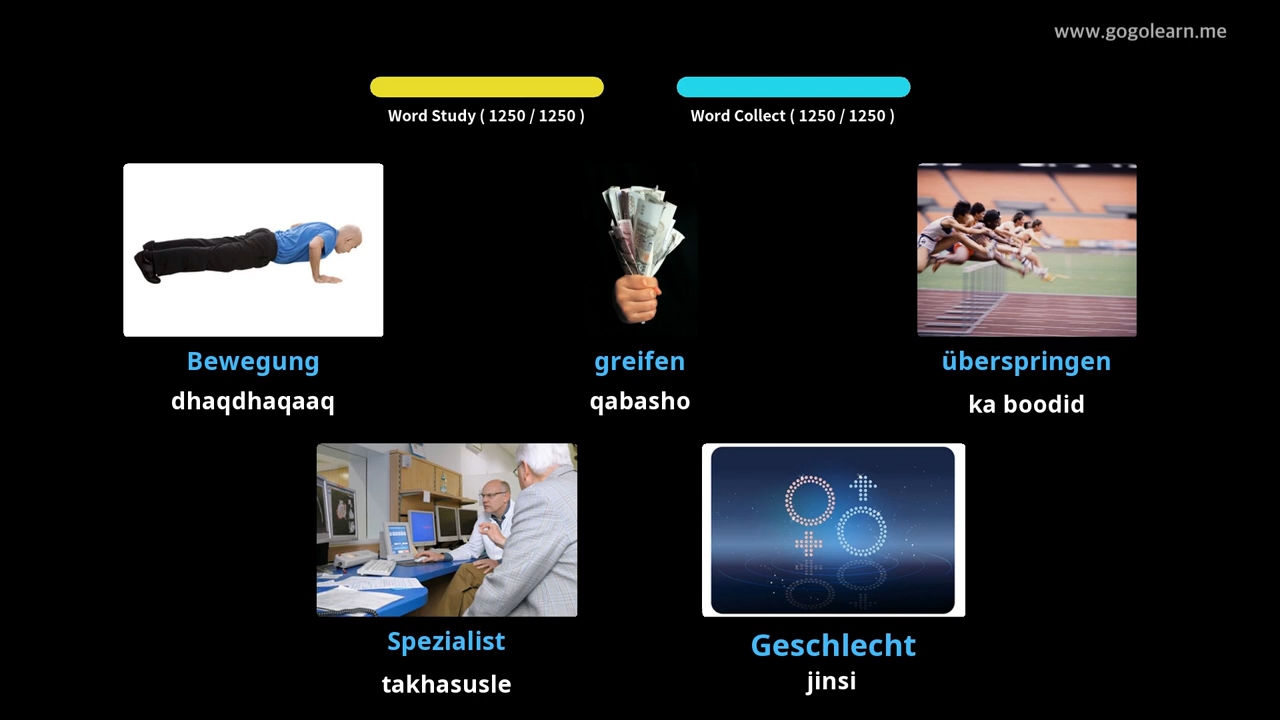 www.gogolearn.me
Word Study ( 1250 / 1250 )
Word Collect ( 1250 / 1250 )
Bewegung
dhaqdhaqaaq
greifen
qabasho
überspringen
ka boodid
Spezialist
takhasusle
Geschlecht
jinsi